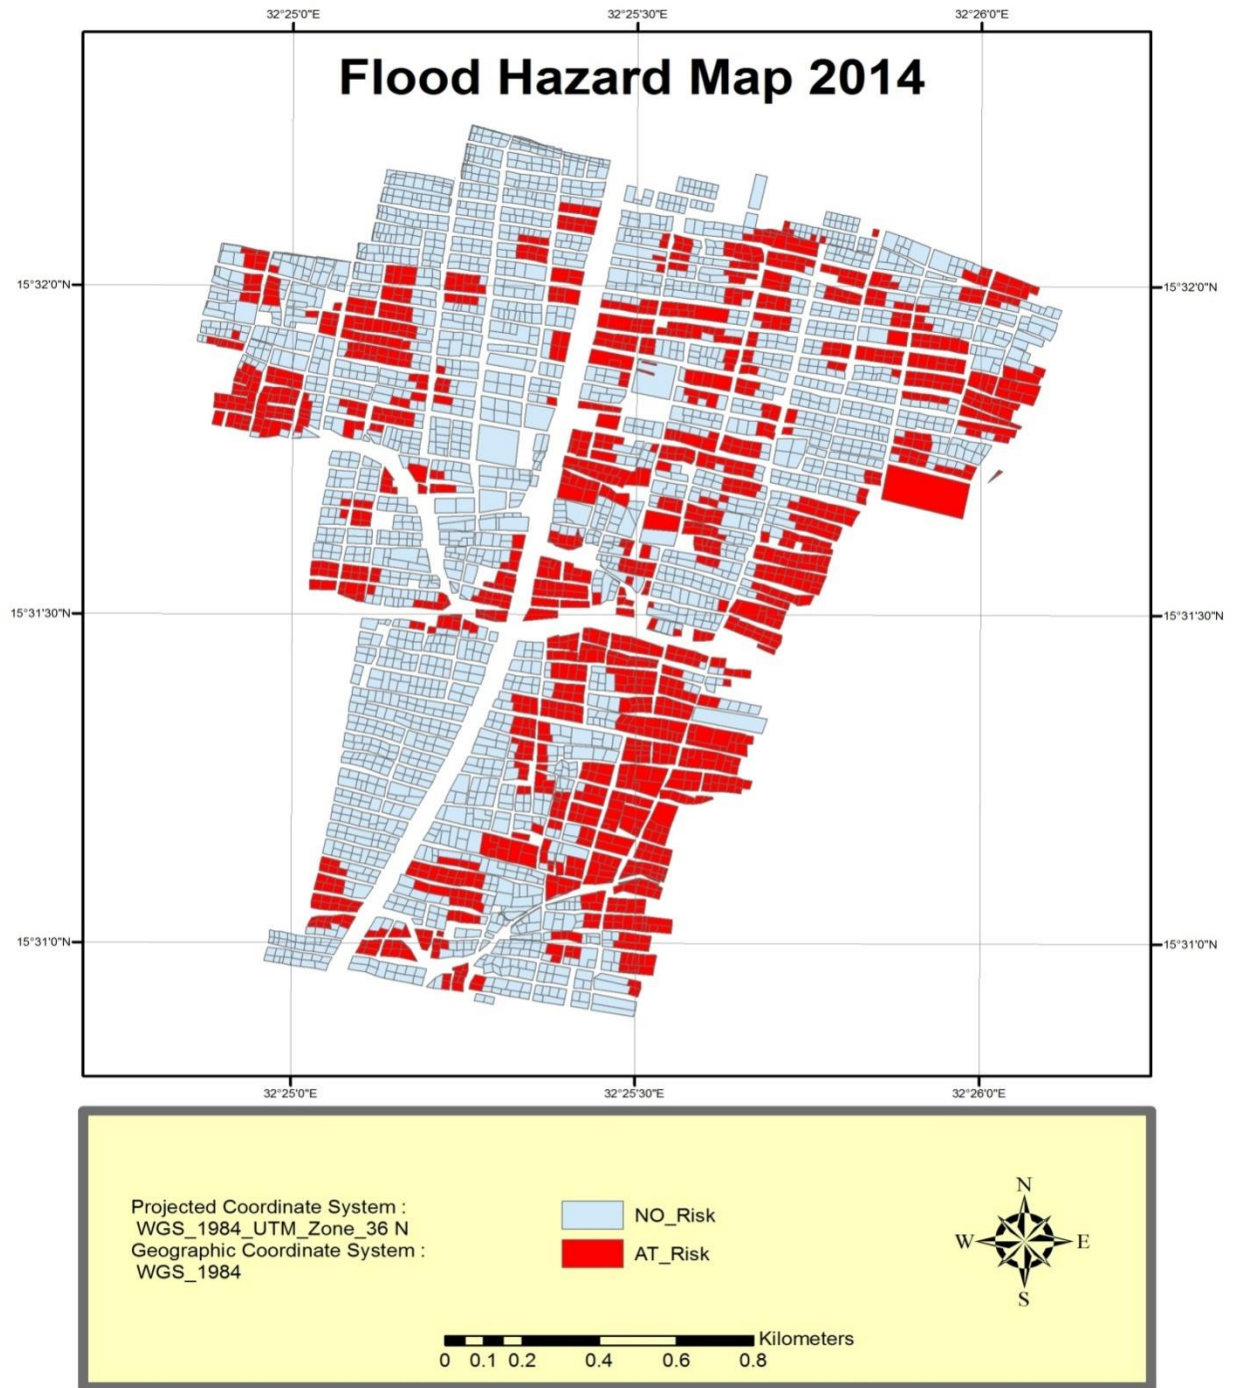 32°25'0"E 32°25'30"E 32°26'0"E
Flood Hazard Map 2014
15°32'0"N 15°32'0"N
15°31'30"N 15°31'30"N
15°31'0"N 15°31'0"N
32°25'0"E 32°25'30"E 32°26'0"E
Projected Coordinate System :
WGS_1984_UTM_Zone_36 N
Geographic Coordinate System :
WGS_1984
NO_Risk
AT_Risk
N
W E
S
Kilometers
0 0.1 0.2 0.4 0.6 0.8